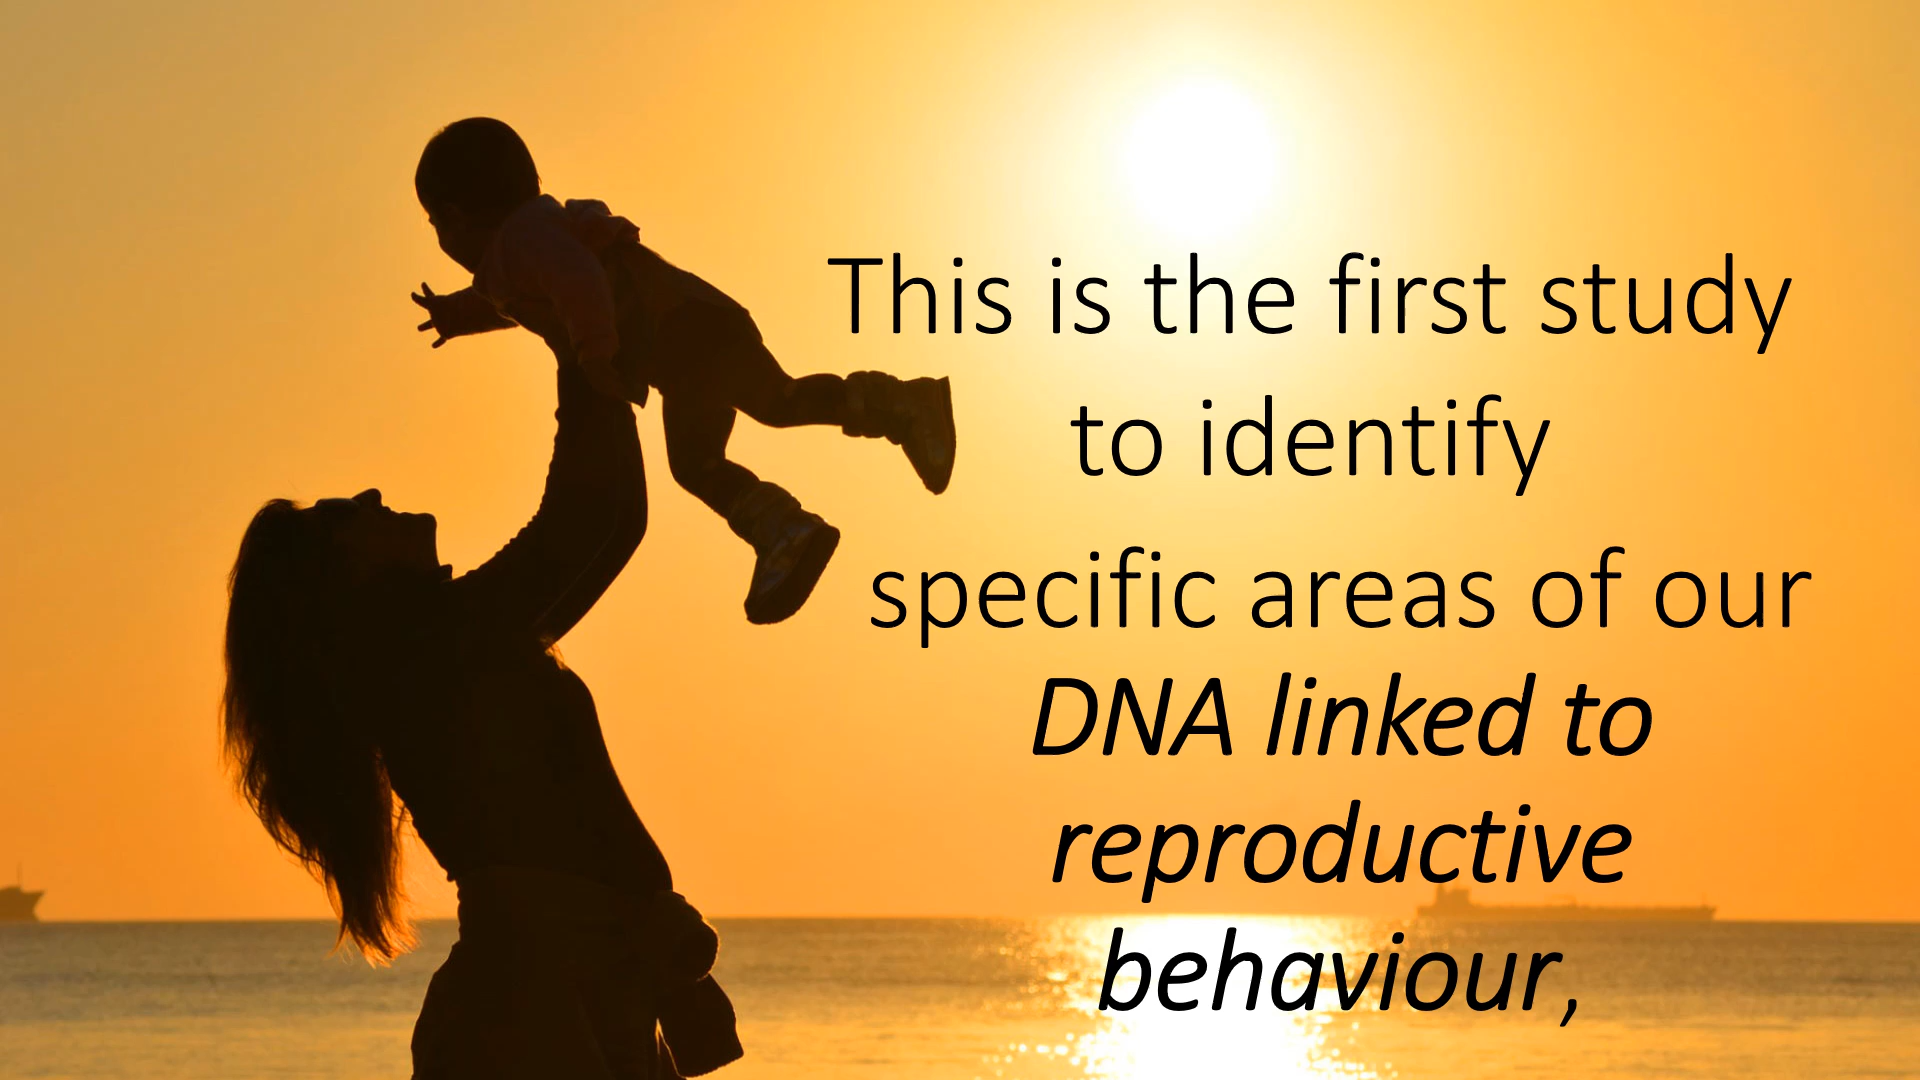 This is the first study
to identify
specific areas of our
DNA linked to
reproductive
behaviour,